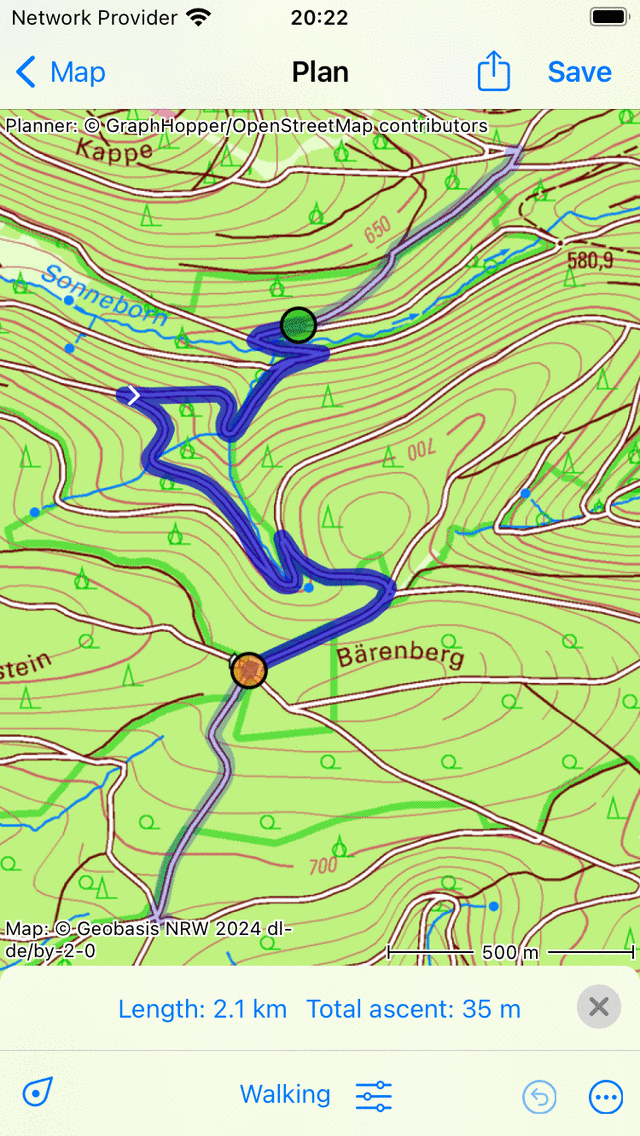 Network Provider 20:22
Map Plan Save
Planner: © GraphHopper/OpenStreetMap contributors
Kappe
650
580,9
Sonneborn
700
Bärenberg
stein
700
Map: © Geobasis NRW 2024 dl-
de/by-2-0
500 m
Length: 2.1 km Total ascent: 35 m
Walking